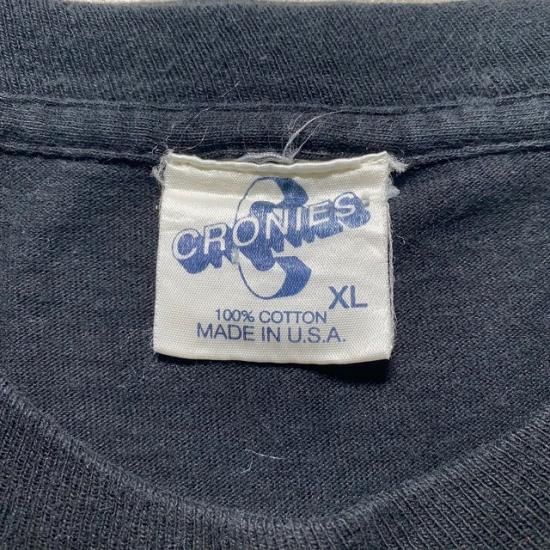 CRONIES
XL
100% COTTON
MADE IN U.S.A.